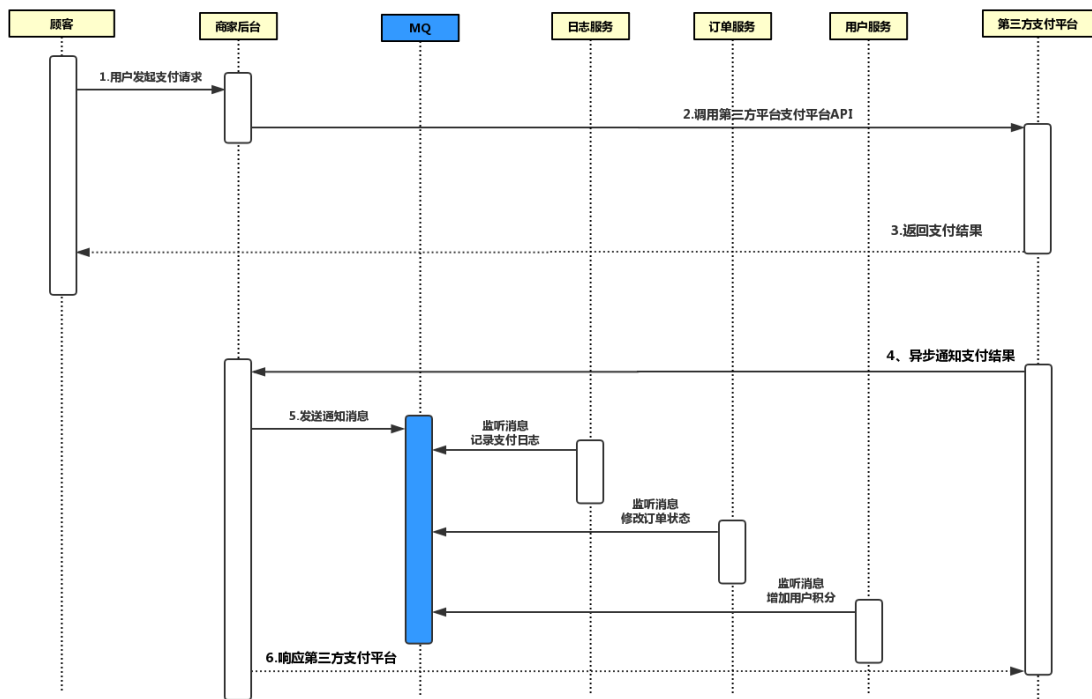 顾客
商家后台
MQ
日志服务
订单服务
用户服务
第三方支付平台
1.用户发起支付请求
2.调用第三方平台支付平台API
3.返回支付结果
4、异步通知支付结果
5.发送通知消息
监听消息
记录支付日志
监听消息
修改订单状态
监听消息
增加用户积分
6.响应第三方支付平台